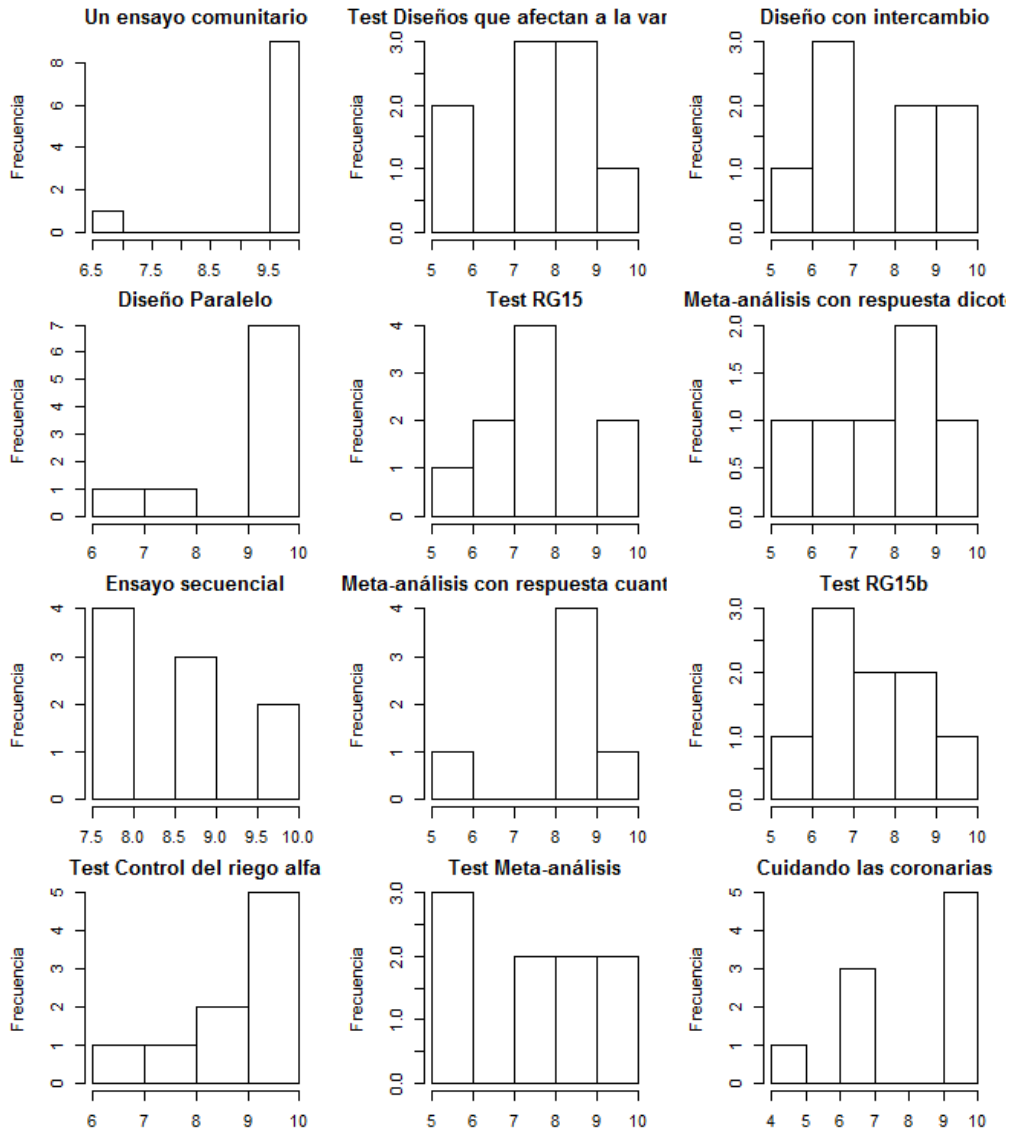 Un ensayo comunitario
Frecuencia
0 2 4 6 8
6.5 7.5 8.5 9.5
Test Diseños que afectan a la var
Frecuencia
0.0 1.0 2.0 3.0
5 6 7 8 9 10
Diseño con intercambio
Frecuencia
0.0 1.0 2.0 3.0
5 6 7 8 9 10
Diseño Paralelo
Frecuencia
0 1 2 3 4 5 6 7
6 7 8 9 10
Test RG15
Frecuencia
0 1 2 3 4
5 6 7 8 9 10
Meta-análisis con respuesta dicot
Frecuencia
0.0 0.5 1.0 1.5 2.0
5 6 7 8 9 10
Ensayo secuencial
Frecuencia
0 1 2 3 4
7.5 8.0 8.5 9.0 9.5 10.0
Meta-análisis con respuesta cuant
Frecuencia
0 1 2 3 4
5 6 7 8 9 10
Test RG15b
Frecuencia
0.0 1.0 2.0 3.0
5 6 7 8 9 10
Test Control del riego alfa
Frecuencia
0 1 2 3 4 5
6 7 8 9 10
Test Meta-análisis
Frecuencia
0.0 1.0 2.0 3.0
5 6 7 8 9 10
Cuidando las coronarias
Frecuencia
0 1 2 3 4 5
4 5 6 7 8 9 10